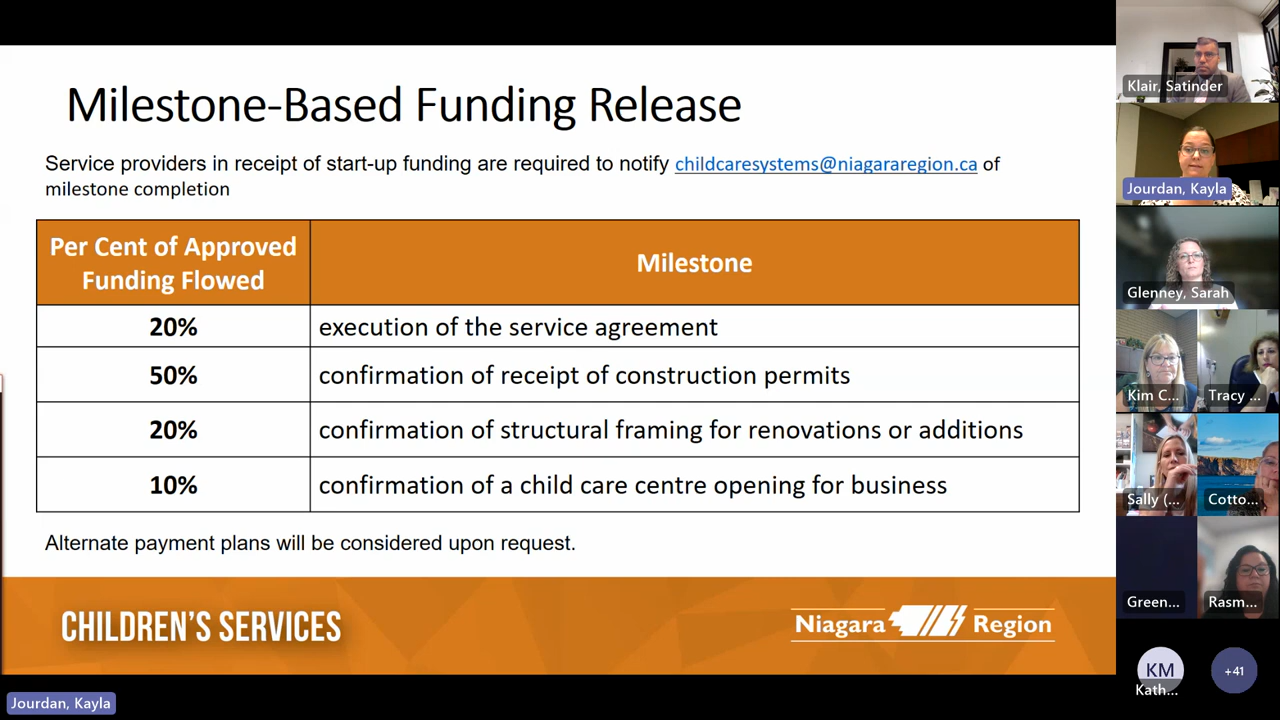 Milestone-Based Funding Release
Service providers in receipt of start-up funding are required to notify childcaresystems@niagararegion.ca of
milestone completion
Per Cent of Approved
Funding Flowed
Milestone
20%
execution of the service agreement
50%
confirmation of receipt of construction permits
20%
confirmation of structural framing for renovations or additions
10%
confirmation of a child care centre opening for business
Alternate payment plans will be considered upon request.
CHILDREN'S SERVICES
Niagara Region
Jourdan, Kayla
Klair, Satinder
Jourdan, Kayla
Glenney, Sarah
Kim C...
Tracy ...
Sally (...
Cotto...
Green...
Rasm...
KM
Kath...
+41